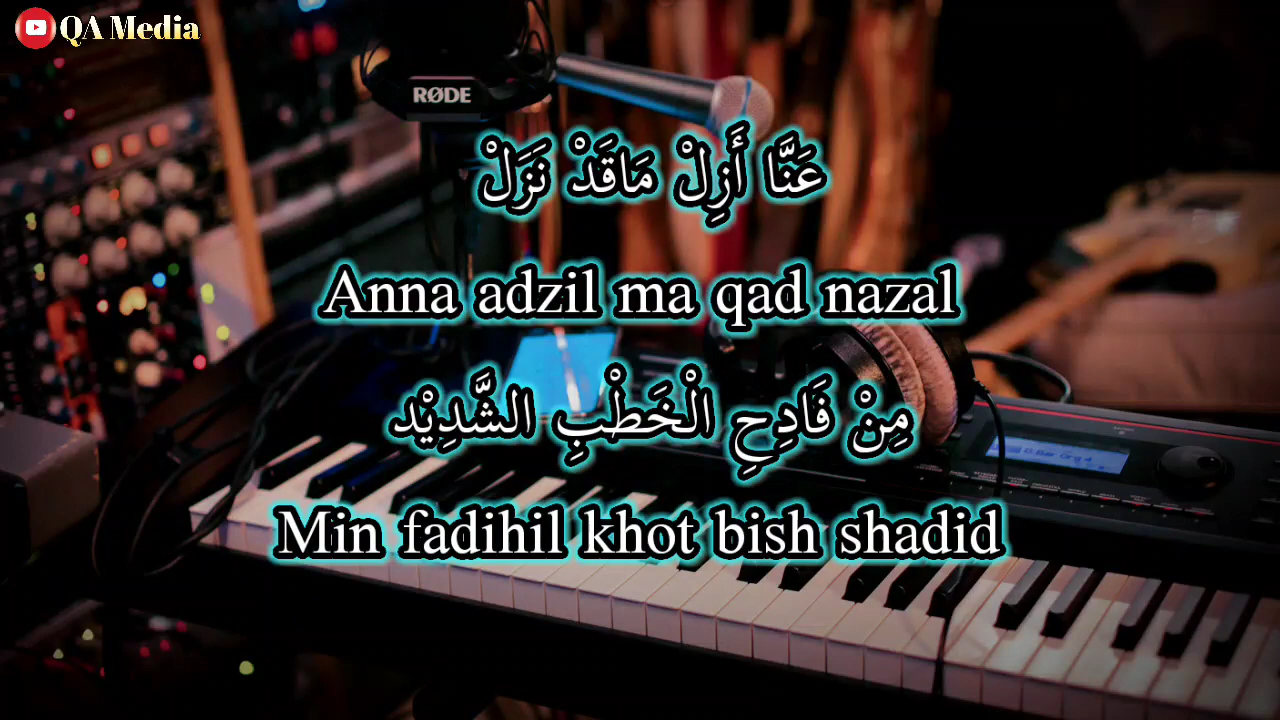 QA Media
RØDE
عَنَّا أَزِلْ مَاقَدْ نَزَلْ
Anna adzil ma qad nazal
مِنْ فَادِحِ الْخَطْبِ الشَّدِيْد
Min fadihil khot bish shadid